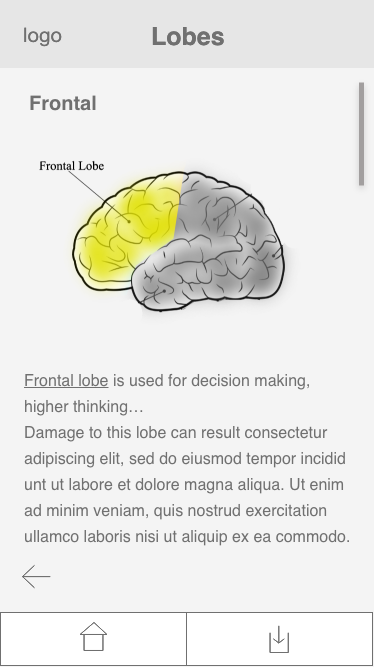 logo
Lobes
Frontal
Frontal Lobe
Frontal lobe is used for decision making,
higher thinking…
Damage to this lobe can result consectetur
adipiscing elit, sed do eiusmod tempor incidid
unt ut labore et dolore magna aliqua. Ut enim
ad minim veniam, quis nostrud exercitation
ullamco laboris nisi ut aliquip ex ea commodo.